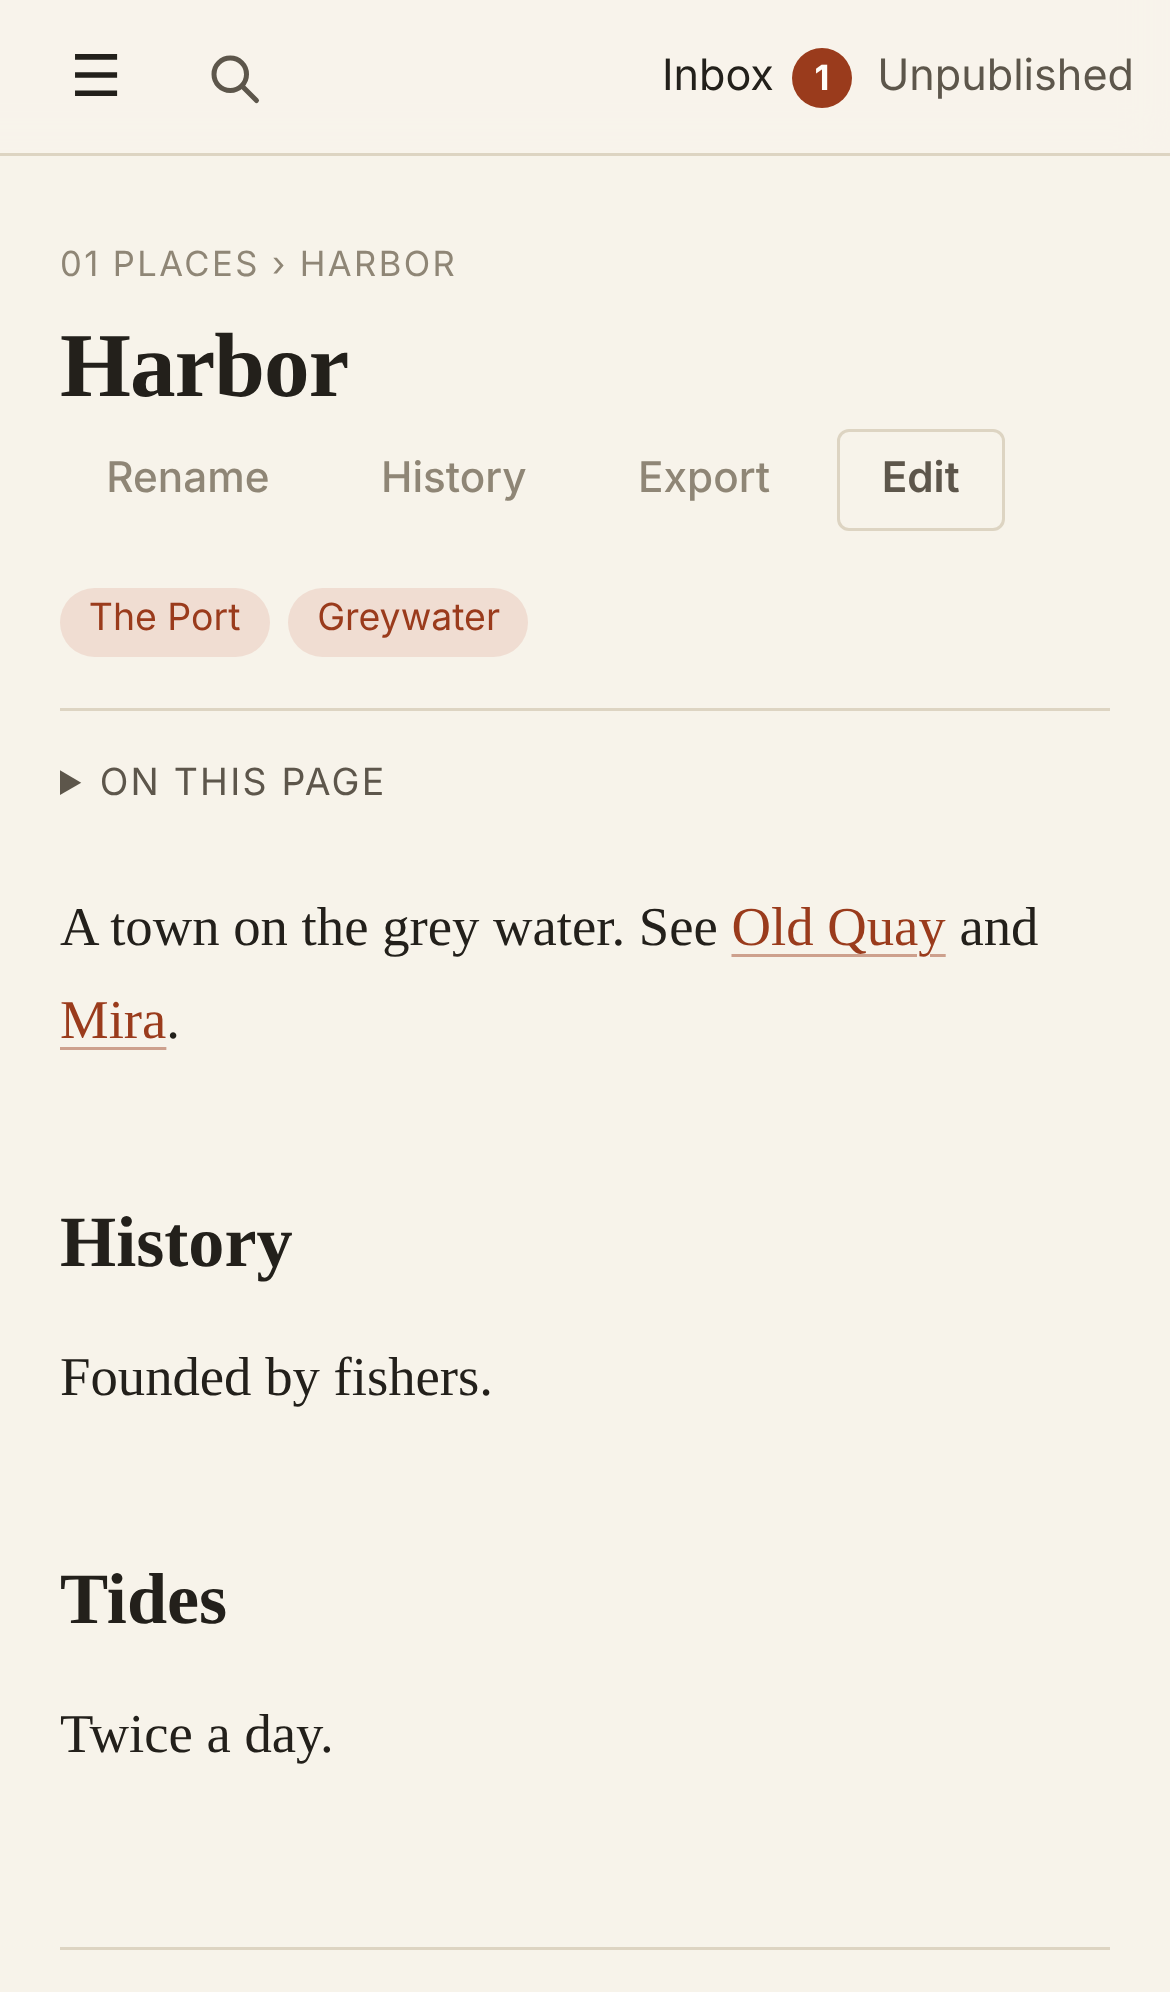 ☰ Inbox 1 Unpublished
01 PLACES › HARBOR
Harbor
Rename History Export Edit
The Port Greywater
▶ ON THIS PAGE
A town on the grey water. See Old Quay and
Mira.
History
Founded by fishers.
Tides
Twice a day.